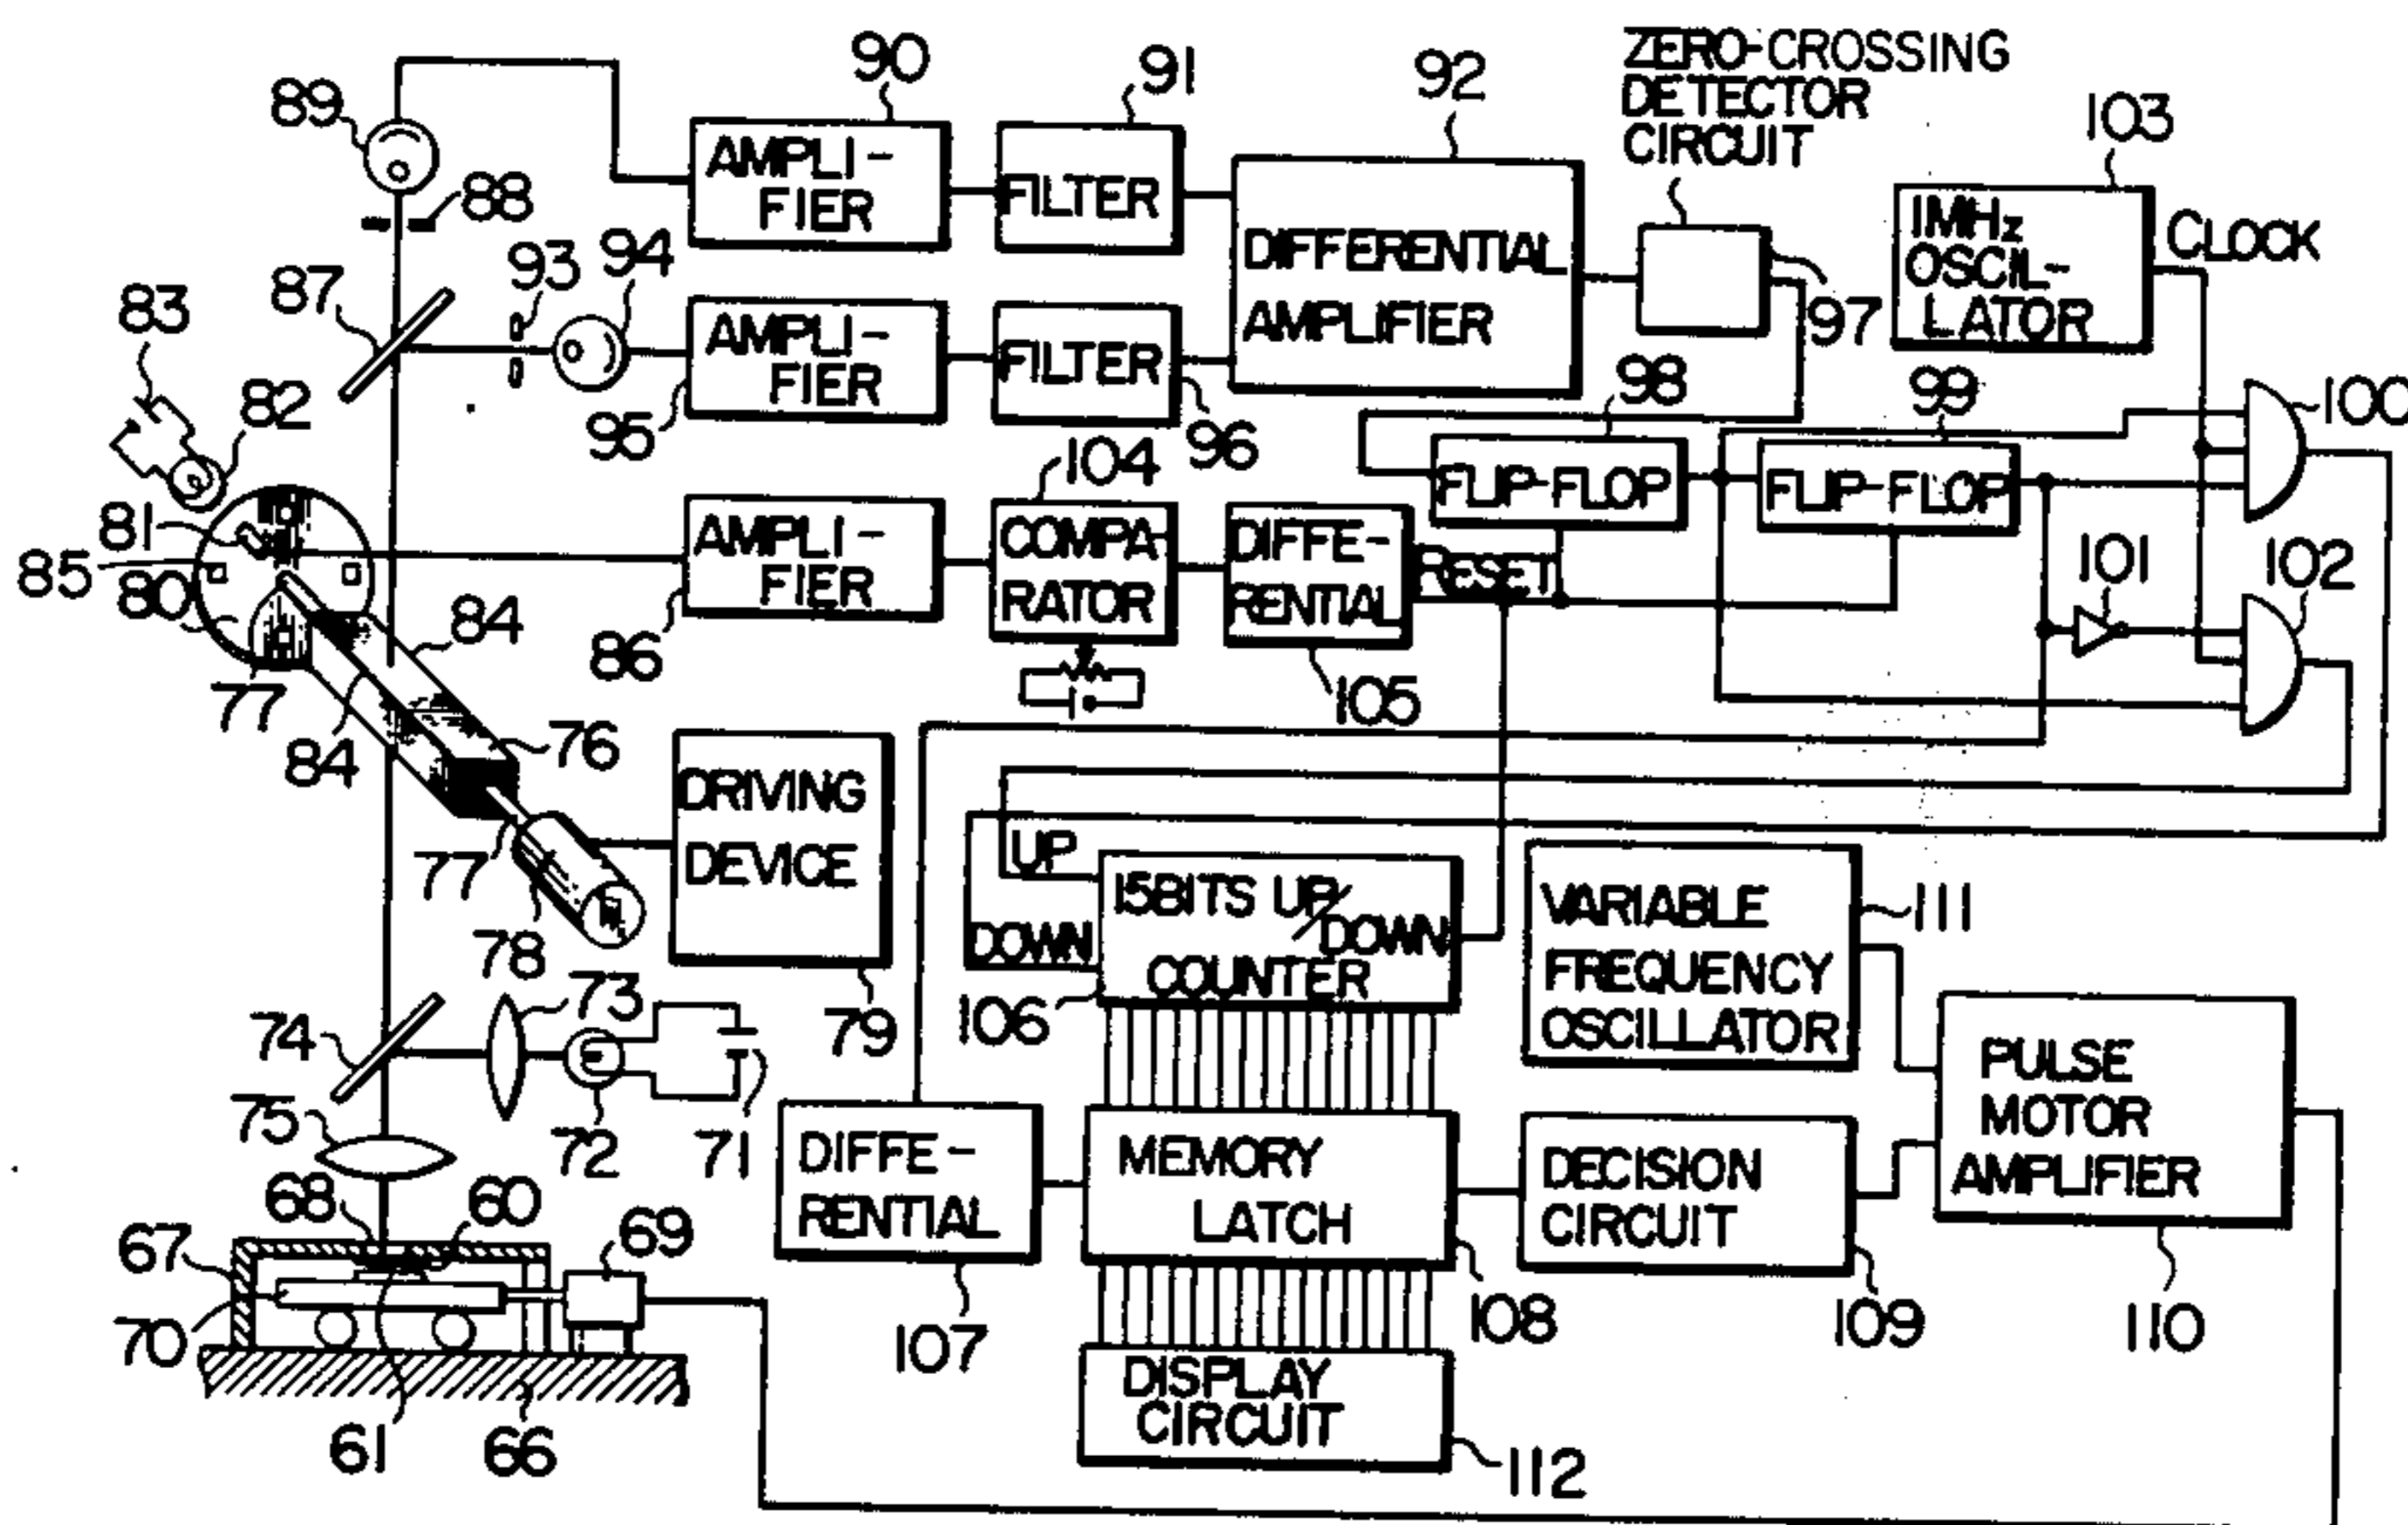 ZERO-CROSSING
DETECTOR
CIRCUIT
90
91
92
103
89
AMPLI-
FIER
FILTER
DIFFERENTIAL
AMPLIFIER
1MHz
OSCIL-
LATOR
CLOCK
88
93
94
87
83
AMPLI-
FIER
FILTER
97
98
99
100
82
95
96
104
FLIP-FLOP
FLIP-FLOP
81
85
80
AMPLI-
FIER
COMPA-
RATOR
DIFFE-
RENTIAL
RESET
101
102
84
86
105
77
84
76
DRIVING
DEVICE
77
78
79
UP
DOWN
15BITS UP/
DOWN
COUNTER
106
VARIABLE
FREQUENCY
OSCILLATOR
111
74
73
72
71
75
PULSE
MOTOR
AMPLIFIER
110
DIFFE-
RENTIAL
107
MEMORY
LATCH
108
DECISION
CIRCUIT
109
68
60
69
67
70
DISPLAY
CIRCUIT
112
61
66